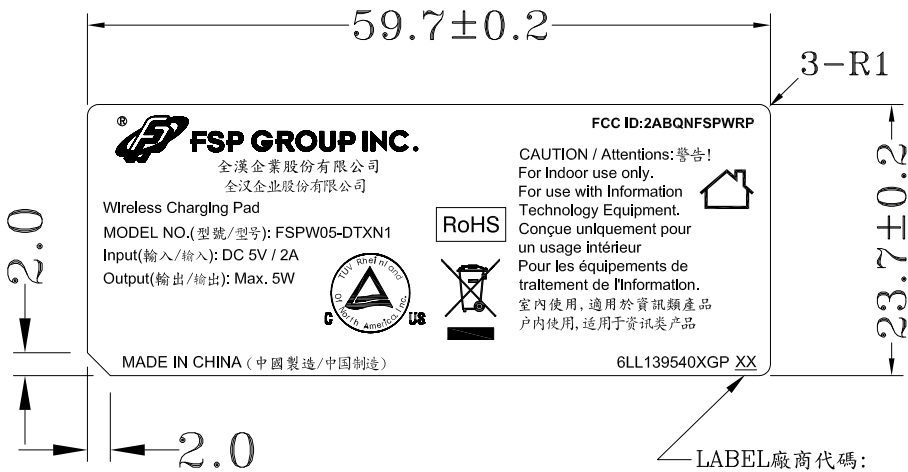 59.7±0.2
3-R1
®
FSP GROUP INC.
全漢企業股份有限公司
全汉企业股份有限公司
Wireless Charging Pad
MODEL NO.(型號/型号): FSPW05-DTXN1
Input(輸入/输入): DC 5V / 2A
Output(輸出/输出): Max. 5W
TUV Rheinland
Of North America, Inc.
C US
RoHS
FCC ID:2ABQNFSPWRP
CAUTION / Attentions:警告!
For Indoor use only.
For use with Information
Technology Equipment.
Conçue uniquement pour
un usage intérieur
Pour les équipements de
traitement de l'Information.
室內使用,適用於資訊類產品
户内使用,适用于资讯类产品
MADE IN CHINA (中國製造/中国制造)
6LL139540XGP XX
23.7±0.2
2.0
2.0
LABEL廠商代碼: